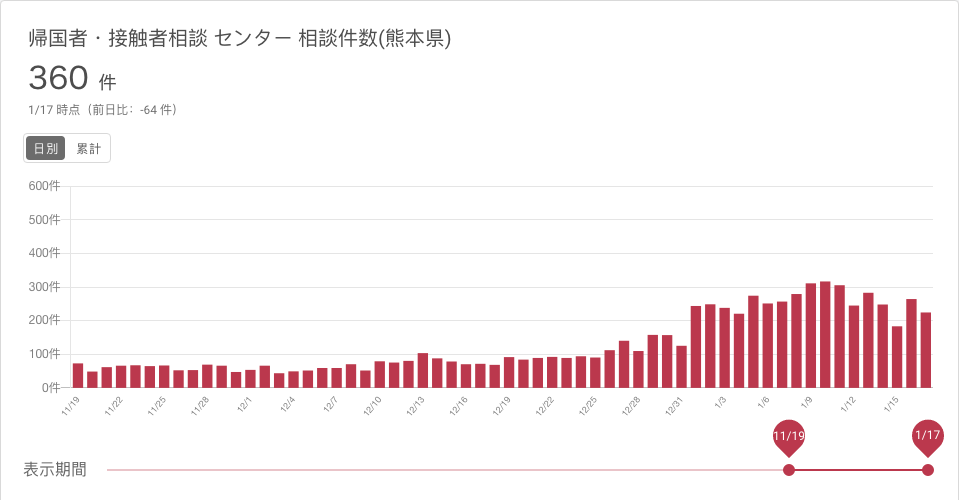 帰国者・接触者相談 センター 相談件数(熊本県)
360 件
1/17 時点（前日比：-64 件）
日別 累計
600件
500件
400件
300件
200件
100件
0件
11/19 11/22 11/25 11/28 12/1 12/4 12/7 12/10 12/13 12/16 12/19 12/22 12/25 12/28 12/31 1/3 1/6 1/9 1/12 1/15
11/19 1/17
表示期間